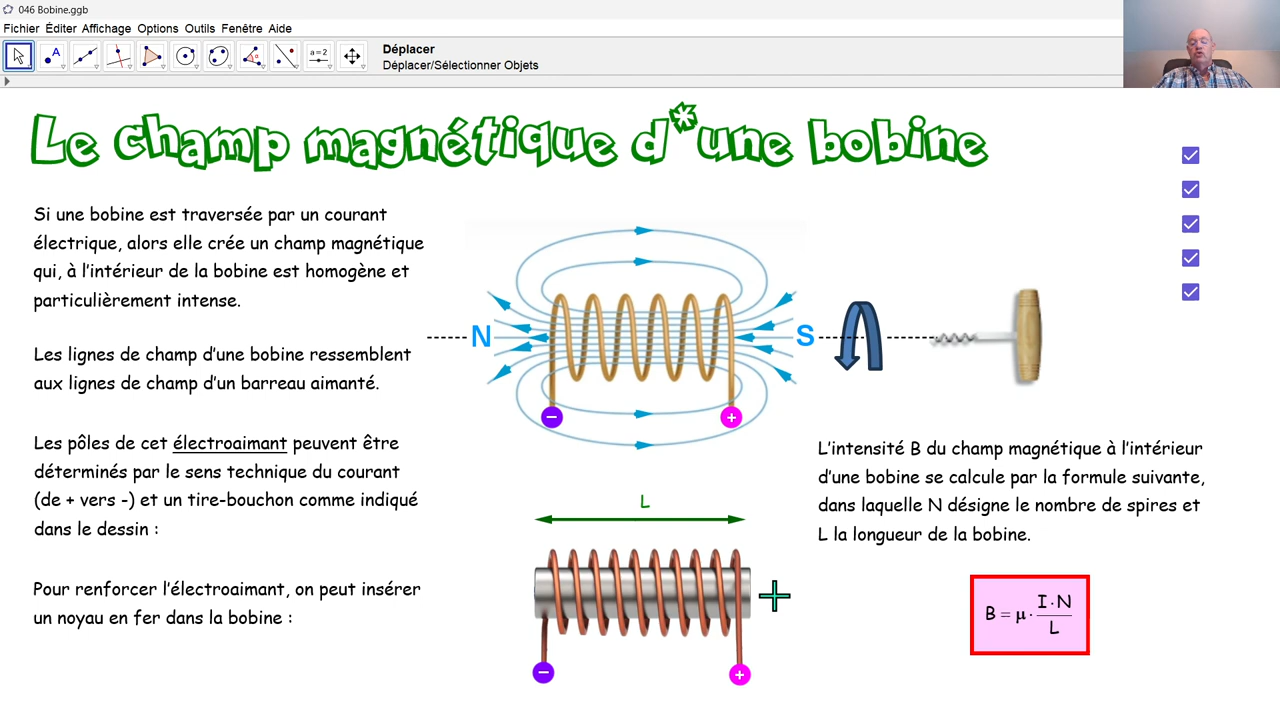 046 Bobine.ggb
Fichier Éditer Affichage Options Outils Fenêtre Aide
A
a=2
Déplacer
Déplacer/Sélectionner Objets
Le champ magnétique d*une bobine
Si une bobine est traversée par un courant
électrique, alors elle crée un champ magnétique
qui, à l'intérieur de la bobine est homogène et
particulièrement intense.
Les lignes de champ d'une bobine ressemblent
aux lignes de champ d'un barreau aimanté.
Les pôles de cet électroaimant peuvent être
déterminés par le sens technique du courant
(de + vers -) et un tire-bouchon comme indiqué
dans le dessin :
Pour renforcer l'électroaimant, on peut insérer
un noyau en fer dans la bobine :
N
S
−
+
L
−
+
L'intensité B du champ magnétique à l'intérieur
d'une bobine se calcule par la formule suivante,
dans laquelle N désigne le nombre de spires et
L la longueur de la bobine.
B = μ · I · N / L